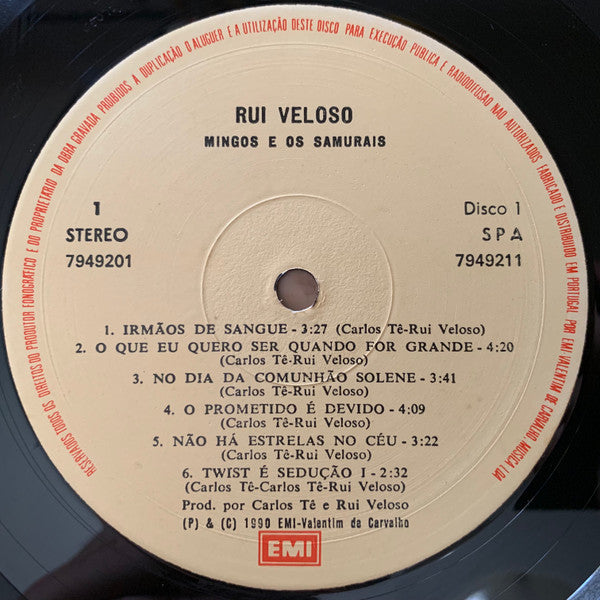 RESERVADOS TODOS OS DIREITOS DO PRODUTOR FONOGRÁFICO E DO PROPRIETÁRIO DA OBRA GRAVADA PROIBIDOS A DUPLICAÇÃO O ALUGUER E A UTILIZAÇÃO DESTE DISCO PARA EXECUÇÃO PÚBLICA E RADIODIFUSÃO NÃO AUTORIZADOS FABRICADO E DISTRIBUIDO EM PORTUGAL POR EMI-VALENTIM DE CARVALHO, MÚSICA LDA
RUI VELOSO
MINGOS E OS SAMURAIS
1
STEREO
7949201
Disco 1
SPA
7949211
1. IRMÃOS DE SANGUE - 3:27 (Carlos Tê-Rui Veloso)
2. O QUE EU QUERO SER QUANDO FOR GRANDE - 4:20
(Carlos Tê-Rui Veloso)
3. NO DIA DA COMUNHÃO SOLENE - 3:41
(Carlos Tê-Rui Veloso)
4. O PROMETIDO É DEVIDO - 4:09
(Carlos Tê-Rui Veloso)
5. NÃO HÁ ESTRELAS NO CÉU - 3:22
(Carlos Tê-Rui Veloso)
6. TWIST É SEDUÇÃO I - 2:32
(Carlos Tê-Carlos Tê-Rui Veloso)
Prod. por Carlos Tê e Rui Veloso
(P) & (C) 1990 EMI-Valentim de Carvalho
EMI